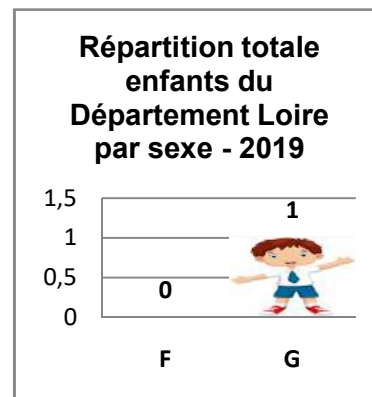 Répartition totale
enfants du
Département Loire
par sexe - 2019
1,5
1
0,5
0
0
1
F
G